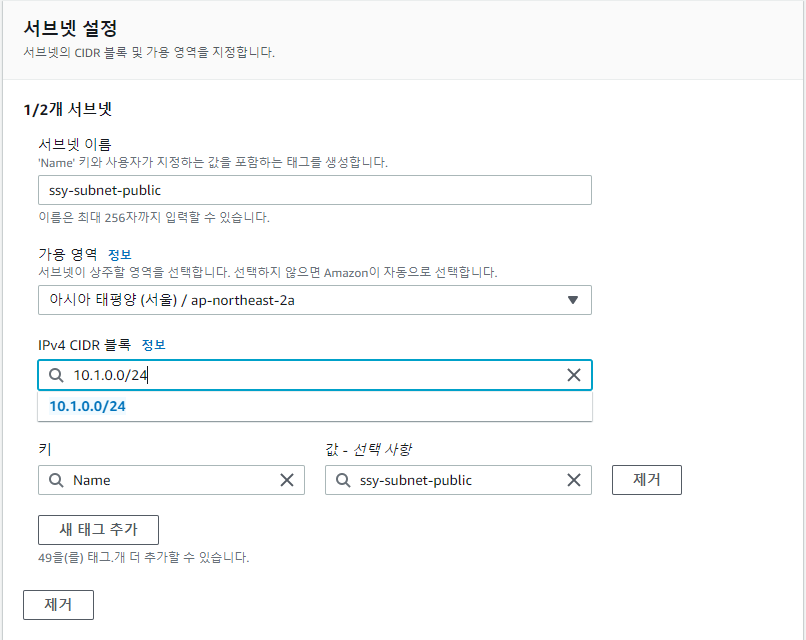 서브넷 설정
서브넷의 CIDR 블록 및 가용 영역을 지정합니다.
1/2개 서브넷
서브넷 이름
'Name' 키와 사용자가 지정하는 값을 포함하는 태그를 생성합니다.
ssy-subnet-public
이름은 최대 256자까지 입력할 수 있습니다.
가용 영역 정보
서브넷이 상주할 영역을 선택합니다. 선택하지 않으면 Amazon이 자동으로 선택합니다.
아시아 태평양 (서울) / ap-northeast-2a
IPv4 CIDR 블록 정보
10.1.0.0/24
10.1.0.0/24
키 값 - 선택 사항
Name ssy-subnet-public 제거
새 태그 추가
49을(를) 태그.개 더 추가할 수 있습니다.
제거